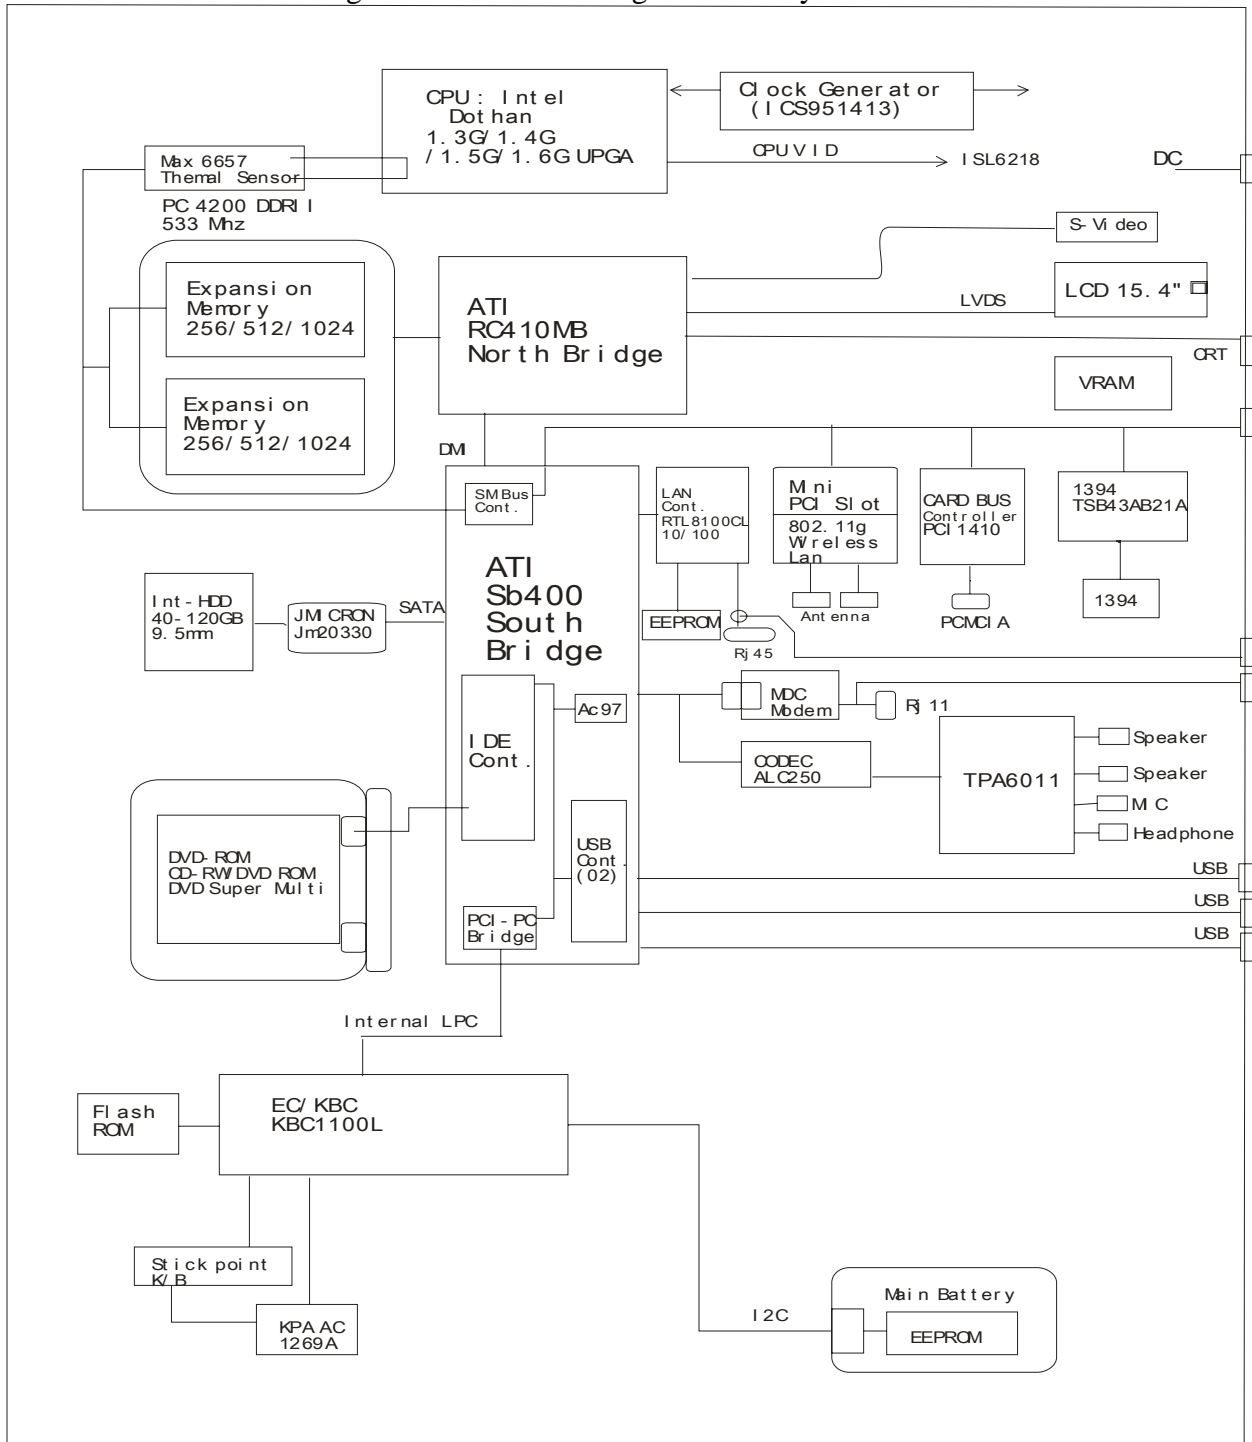 CPU: Intel
Dothan
1.3G/1.4G
/1.5G/1.6G UPGA
Clock Generator
(ICS951413)
CPU VID
ISL6218
DC
Max 6657
Themal Sensor
PC 4200 DDRII
533 Mhz
S-Video
Expansion
Memory
256/512/1024
ATI
RC410MB
North Bridge
LVDS
LCD 15.4"
CRT
VRAM
Expansion
Memory
256/512/1024
DMI
SMBus
Cont.
LAN
Cont.
RTL8100CL
10/100
Mini
PCI Slot
802.11g
Wireless
Lan
CARD BUS
Controller
PCI1410
1394
TSB43AB21A
ATI
Sb400
South
Bridge
Int-HDD
40-120GB
9.5mm
JMICRON
Jm20330
SATA
EEPROM
Rj45
Antenna
PCMCIA
1394
IDE
Cont.
Ac97
MDC
Modem
Rj11
CODEC
ALC250
TPA6011
Speaker
Speaker
MIC
Headphone
DVD-ROM
CD-RW/DVD ROM
DVD Super Multi
USB
Cont.
(02)
PCI-PC
Bridge
USB
USB
USB
Internal LPC
Flash
ROM
EC/KBC
KBC1100L
Stick point
K/B
KPA AC
1269A
I2C
Main Battery
EEPROM